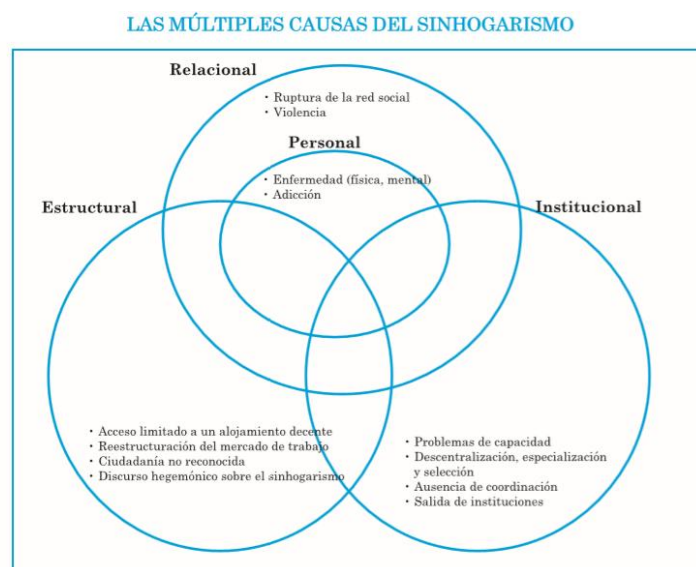 LAS MÚLTIPLES CAUSAS DEL SINHOGARISMO
Relacional
• Ruptura de la red social
• Violencia
Personal
• Enfermedad (física, mental)
• Adicción
Estructural
Institucional
• Acceso limitado a un alojamiento decente
• Reestructuración del mercado de trabajo
• Ciudadanía no reconocida
• Discurso hegemónico sobre el sinhogarismo
• Problemas de capacidad
• Descentralización, especialización
y selección
• Ausencia de coordinación
• Salida de instituciones